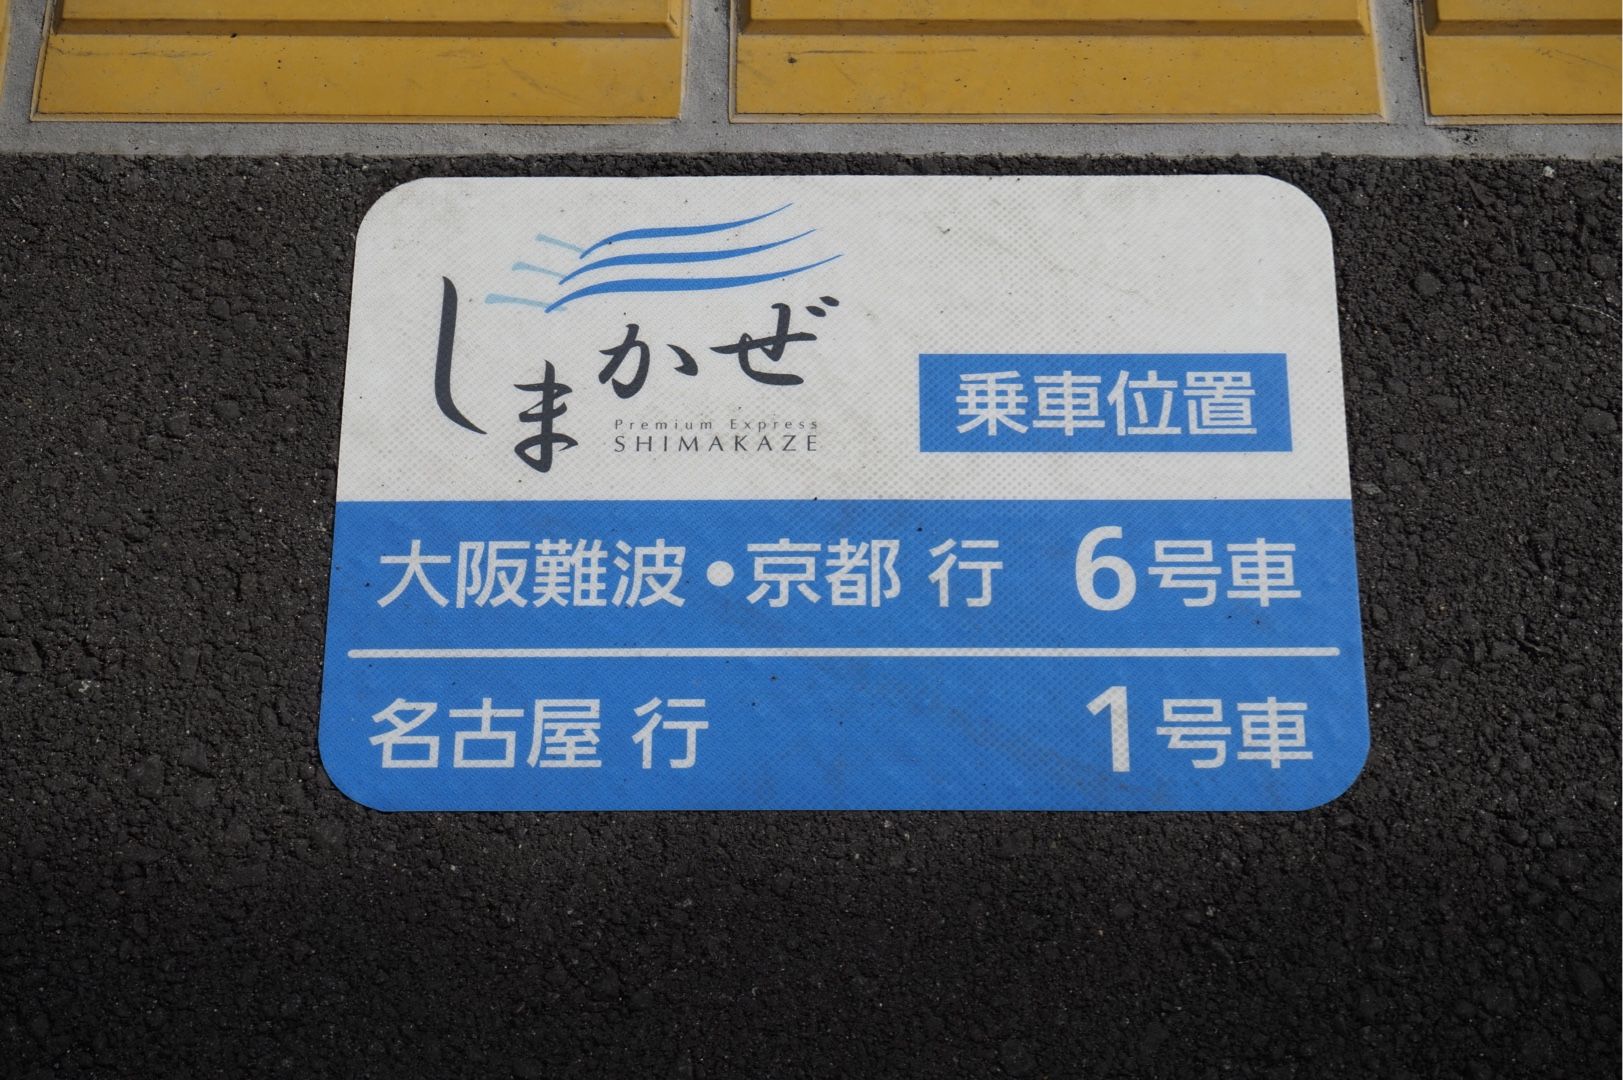 しまかぜ
Premium Express
SHIMAKAZE
乗車位置
大阪難波・京都 行 6号車
名古屋 行 1号車